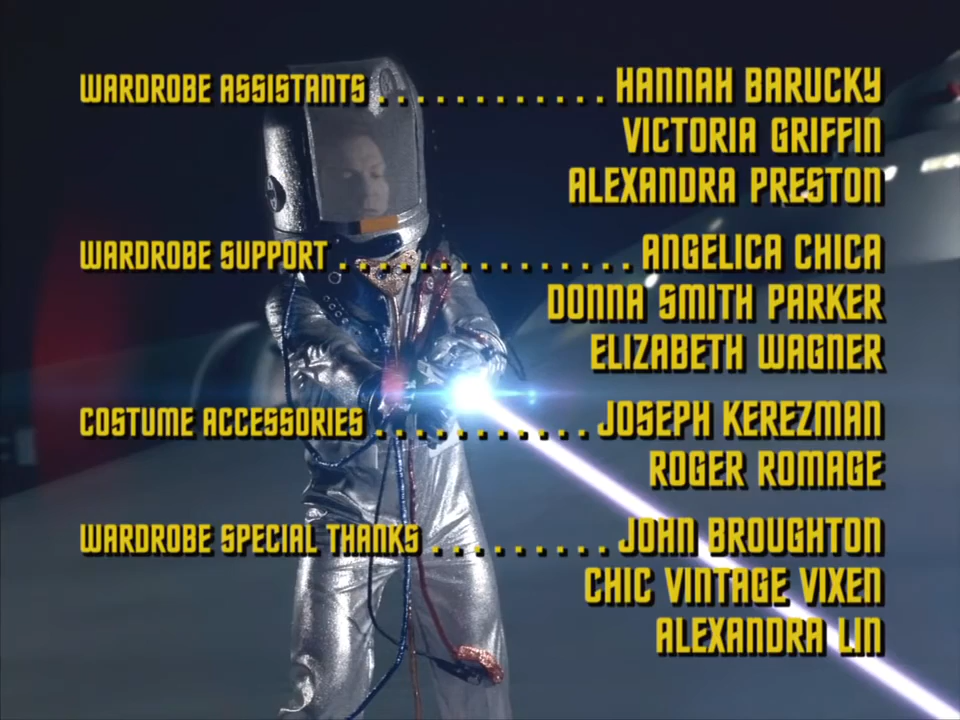 WARDROBE ASSISTANTS . . . . . . . . . . . . HANNAH BARUCKY
VICTORIA GRIFFIN
ALEXANDRA PRESTON
WARDROBE SUPPORT . . . . . . . . . . . . . . . ANGELICA CHICA
DONNA SMITH PARKER
ELIZABETH WAGNER
COSTUME ACCESSORIES . . . . . . . . . . . JOSEPH KEREZMAN
ROGER ROMAGE
WARDROBE SPECIAL THANKS . . . . . . . . . JOHN BROUGHTON
CHIC VINTAGE VIXEN
ALEXANDRA LIN